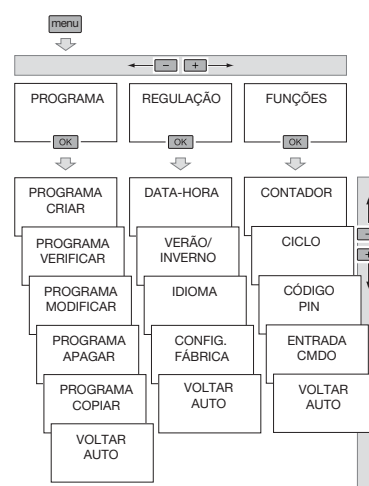 menu
− +
PROGRAMA
REGULAÇÃO
FUNÇÕES
OK
OK
OK
PROGRAMA
CRIAR
PROGRAMA
VERIFICAR
PROGRAMA
MODIFICAR
PROGRAMA
APAGAR
PROGRAMA
COPIAR
VOLTAR
AUTO
DATA-HORA
VERÃO/
INVERNO
IDIOMA
CONFIG.
FÁBRICA
VOLTAR
AUTO
CONTADOR
CICLO
CÓDIGO
PIN
ENTRADA
CMDO
VOLTAR
AUTO
−
+